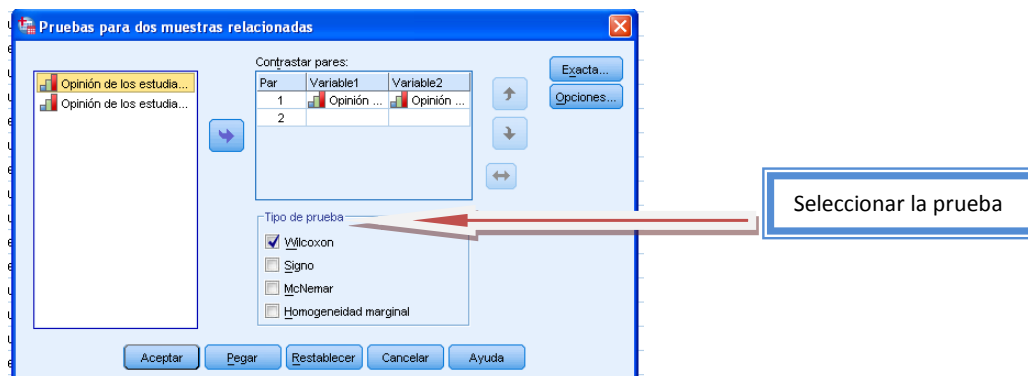 Pruebas para dos muestras relacionadas
Opinión de los estudia...
Opinión de los estudia...
Contrastar pares:
Par Variable1 Variable2
1 Opinión ... Opinión ...
2
Exacta...
Opciones...
Tipo de prueba
Wilcoxon
Signo
McNemar
Homogeneidad marginal
Aceptar Pegar Restablecer Cancelar Ayuda
Seleccionar la prueba